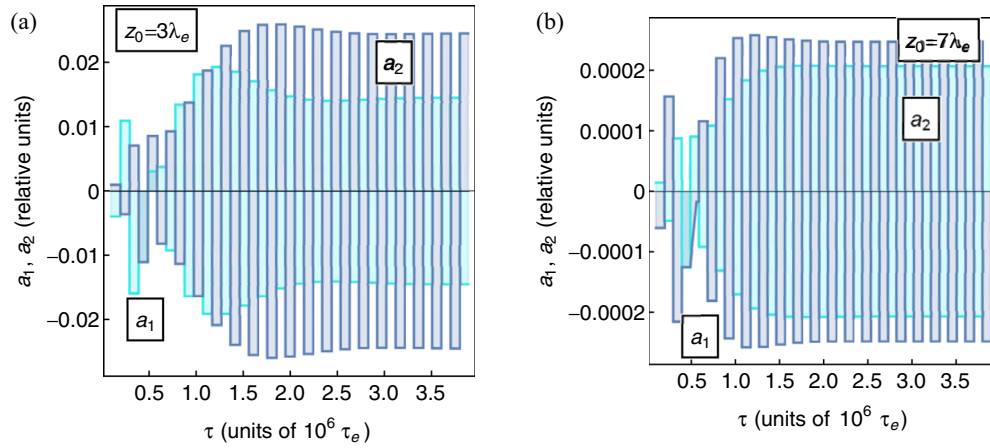 (a)
z0=3λe
a2
a1
0.02
0.01
0
−0.01
−0.02
a1, a2 (relative units)
0.5 1.0 1.5 2.0 2.5 3.0 3.5
τ (units of 10^6 τe)
(b)
z0=7λe
a2
a1
0.0002
0.0001
0
−0.0001
−0.0002
a1, a2 (relative units)
0.5 1.0 1.5 2.0 2.5 3.0 3.5
τ (units of 10^6 τe)